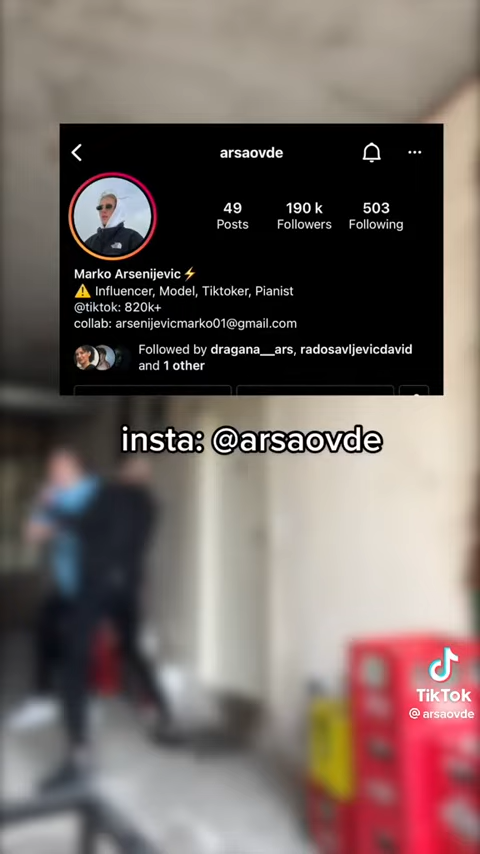 arsaovde
49 190 k 503
Posts Followers Following
Marko Arsenijevic⚡
⚠️ Influencer, Model, Tiktoker, Pianist
@tiktok: 820k+
collab: arsenijevicmarko01@gmail.com
Followed by dragana__ars, radosavljevicdavid
and 1 other
insta: @arsaovde
TikTok
@arsaovde